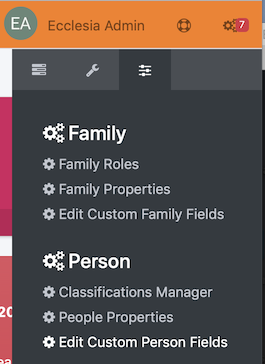 EA Ecclesia Admin 7
Family
Family Roles
Family Properties
Edit Custom Family Fields
Person
Classifications Manager
People Properties
Edit Custom Person Fields